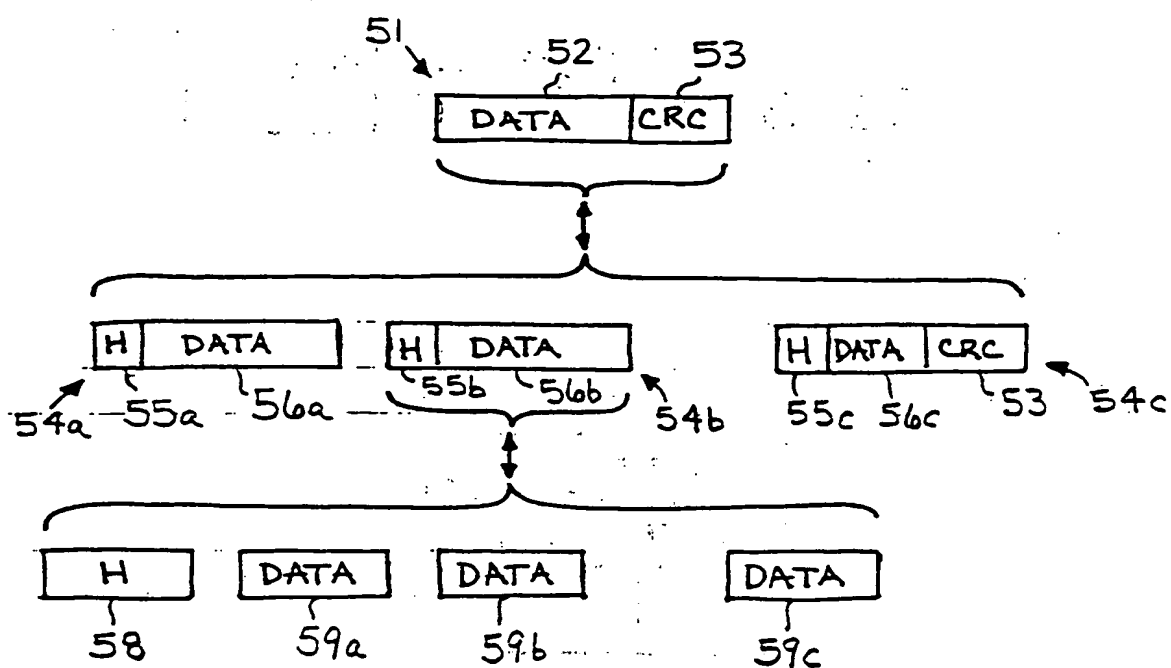 51 52 53
DATA CRC
H DATA H DATA H DATA CRC
55b 56b
54a 55a 56a 54b 55c 56c 53 54c
H DATA DATA DATA
58 59a 59b 59c